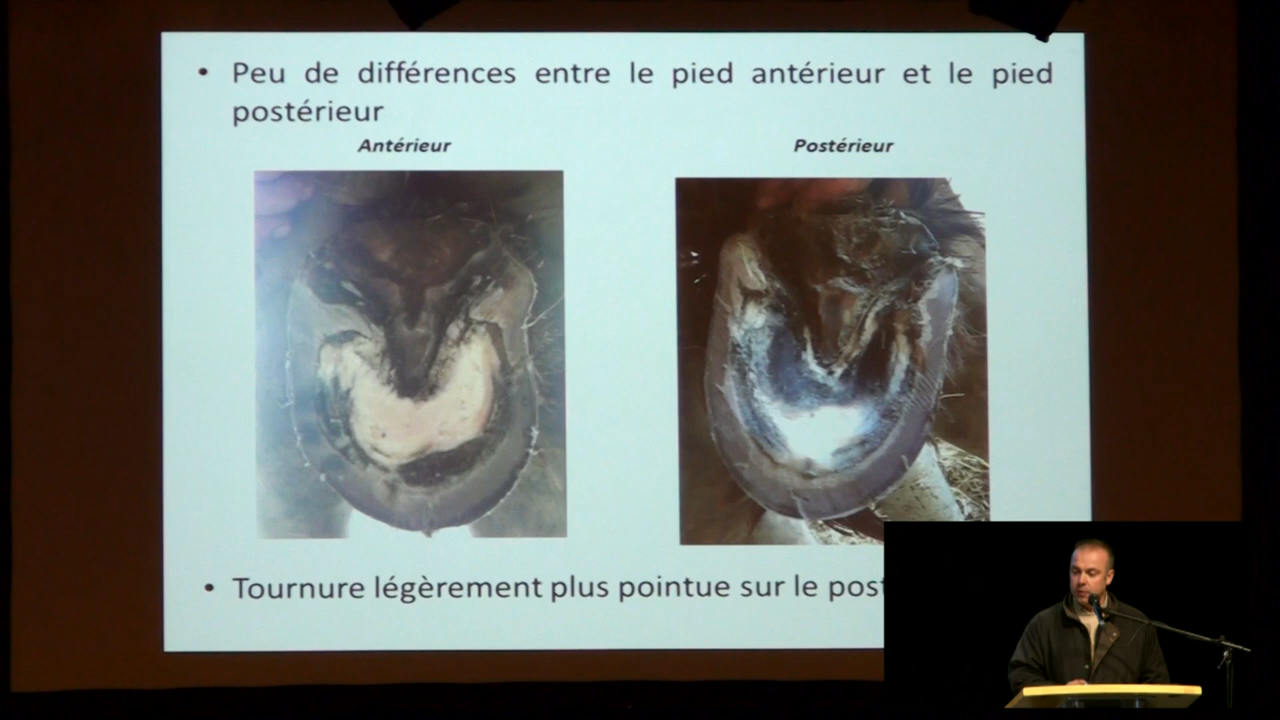 • Peu de différences entre le pied antérieur et le pied
postérieur
Antérieur
Postérieur
• Tournure légèrement plus pointue sur le